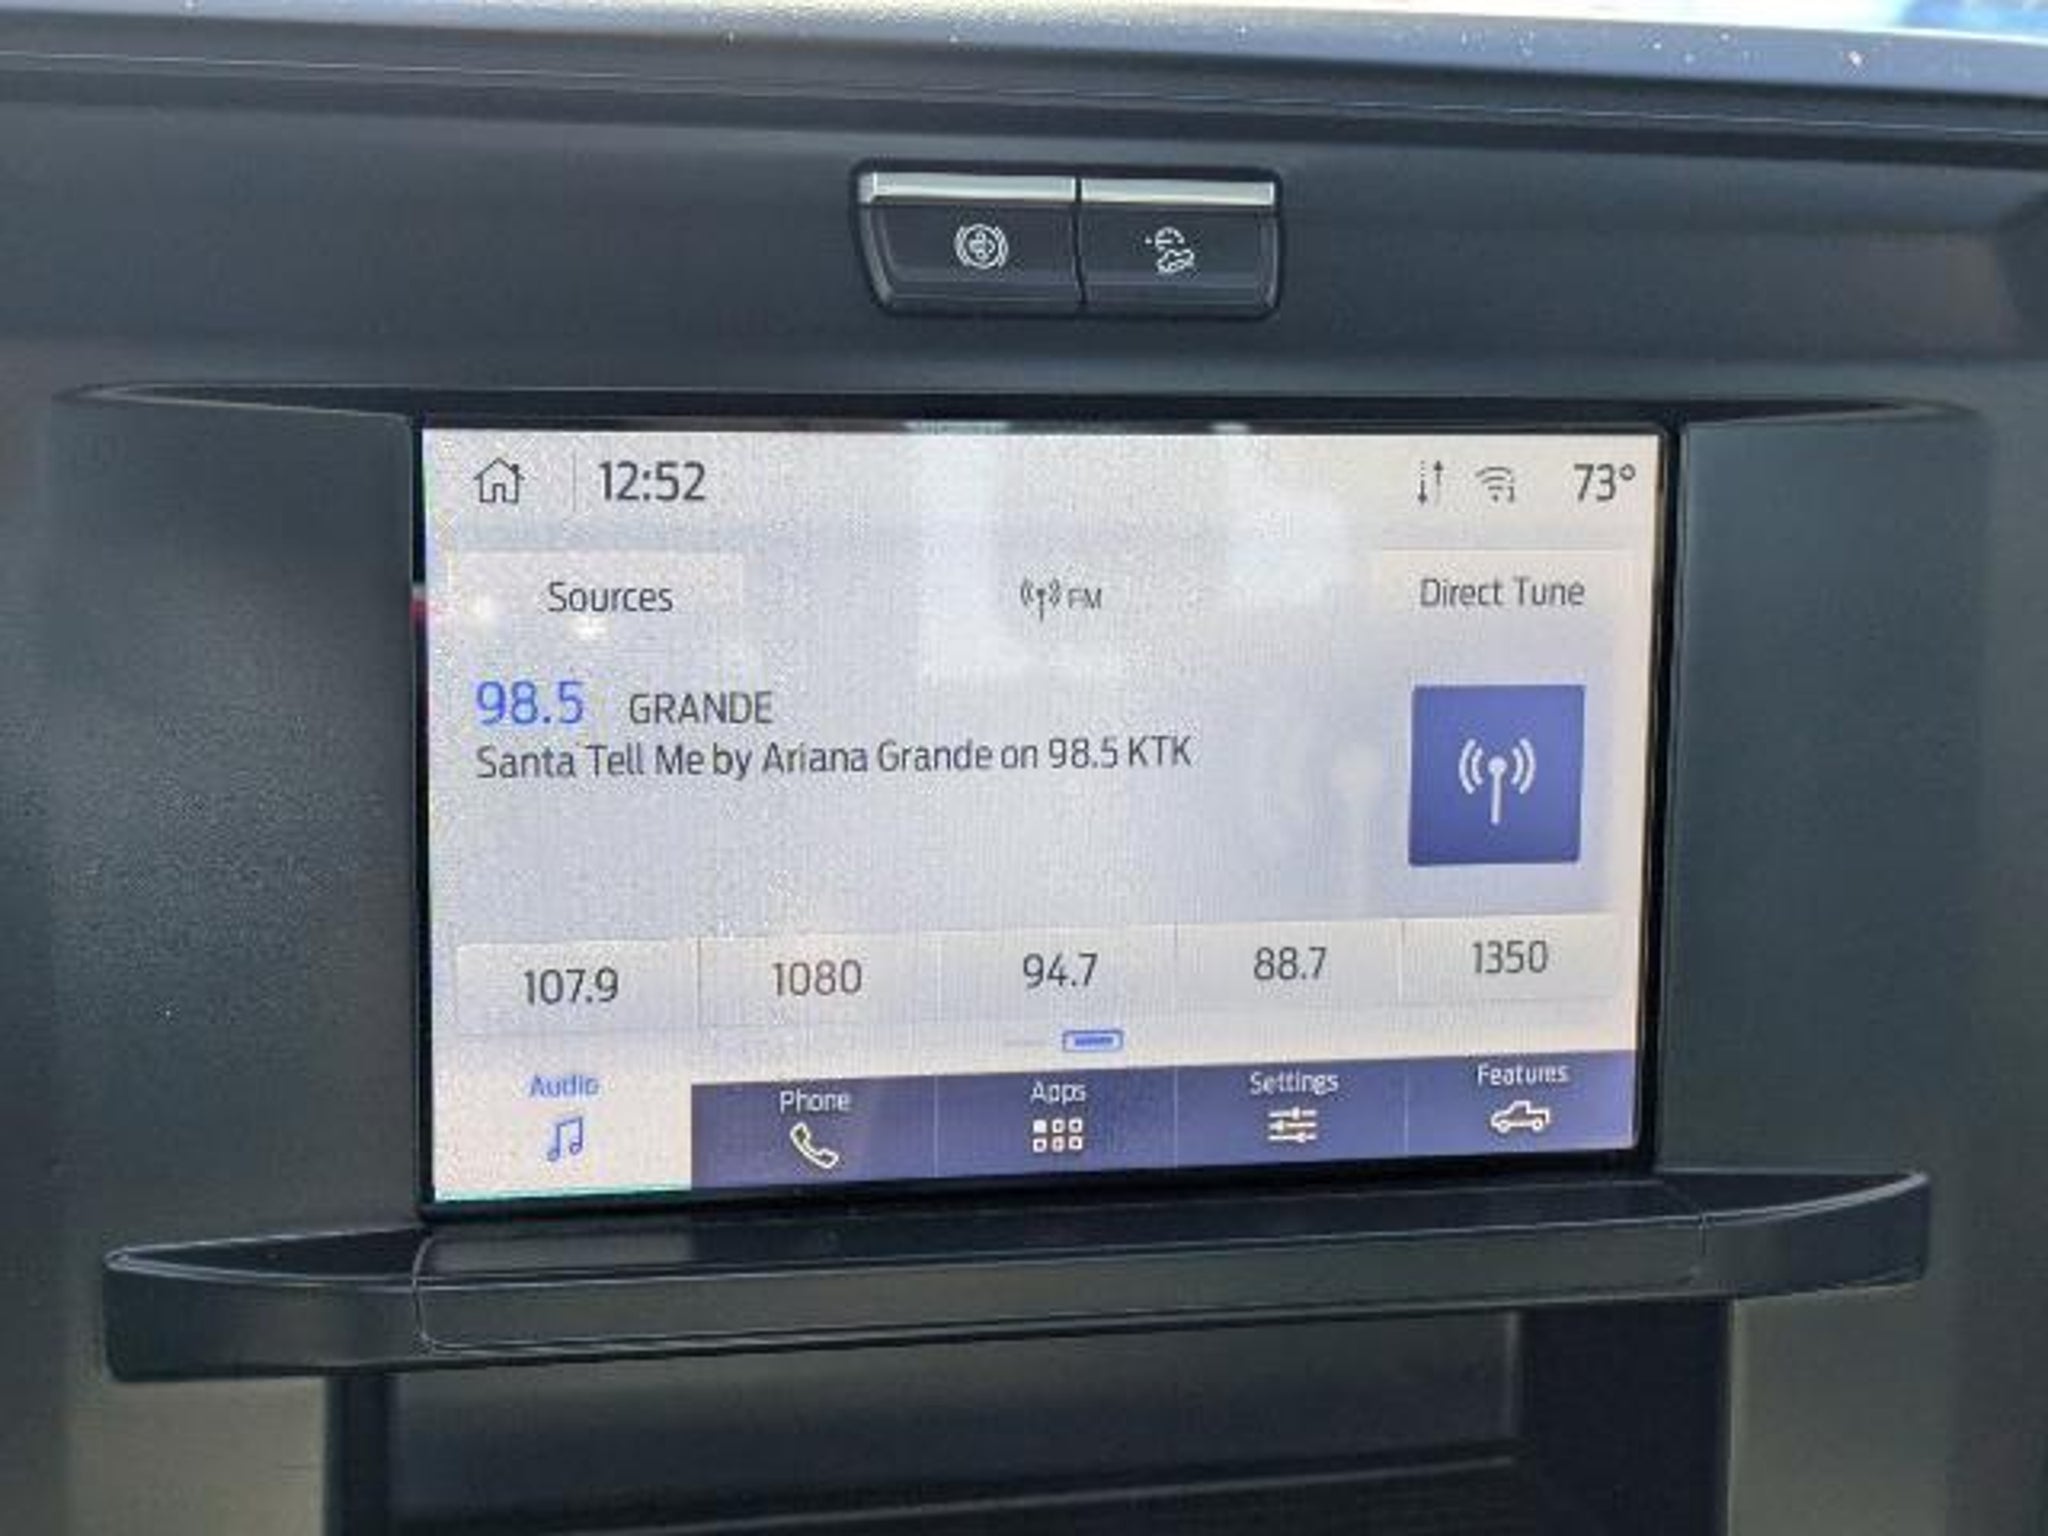 12:52 73°
Sources FM Direct Tune
98.5 GRANDE
Santa Tell Me by Ariana Grande on 98.5 KTK
107.9 1080 94.7 88.7 1350
Audio Phone Apps Settings Features